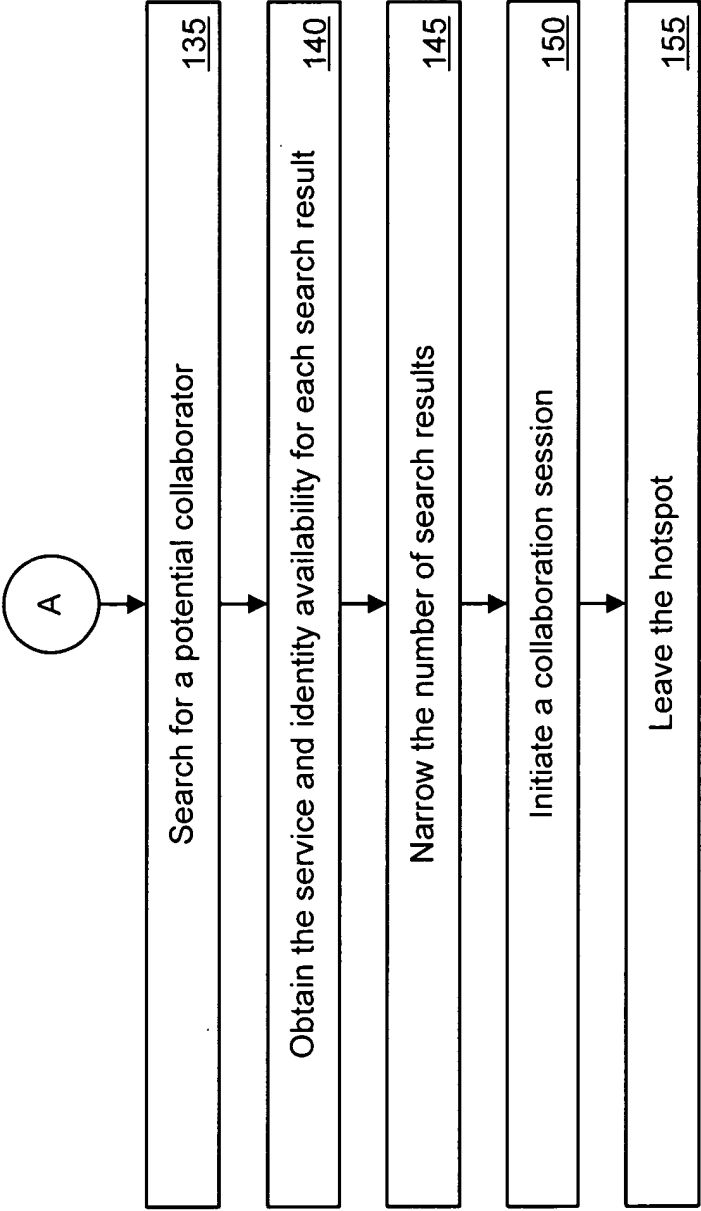 A
Search for a potential collaborator
135
Obtain the service and identity availability for each search result
140
Narrow the number of search results
145
Initiate a collaboration session
150
Leave the hotspot
155